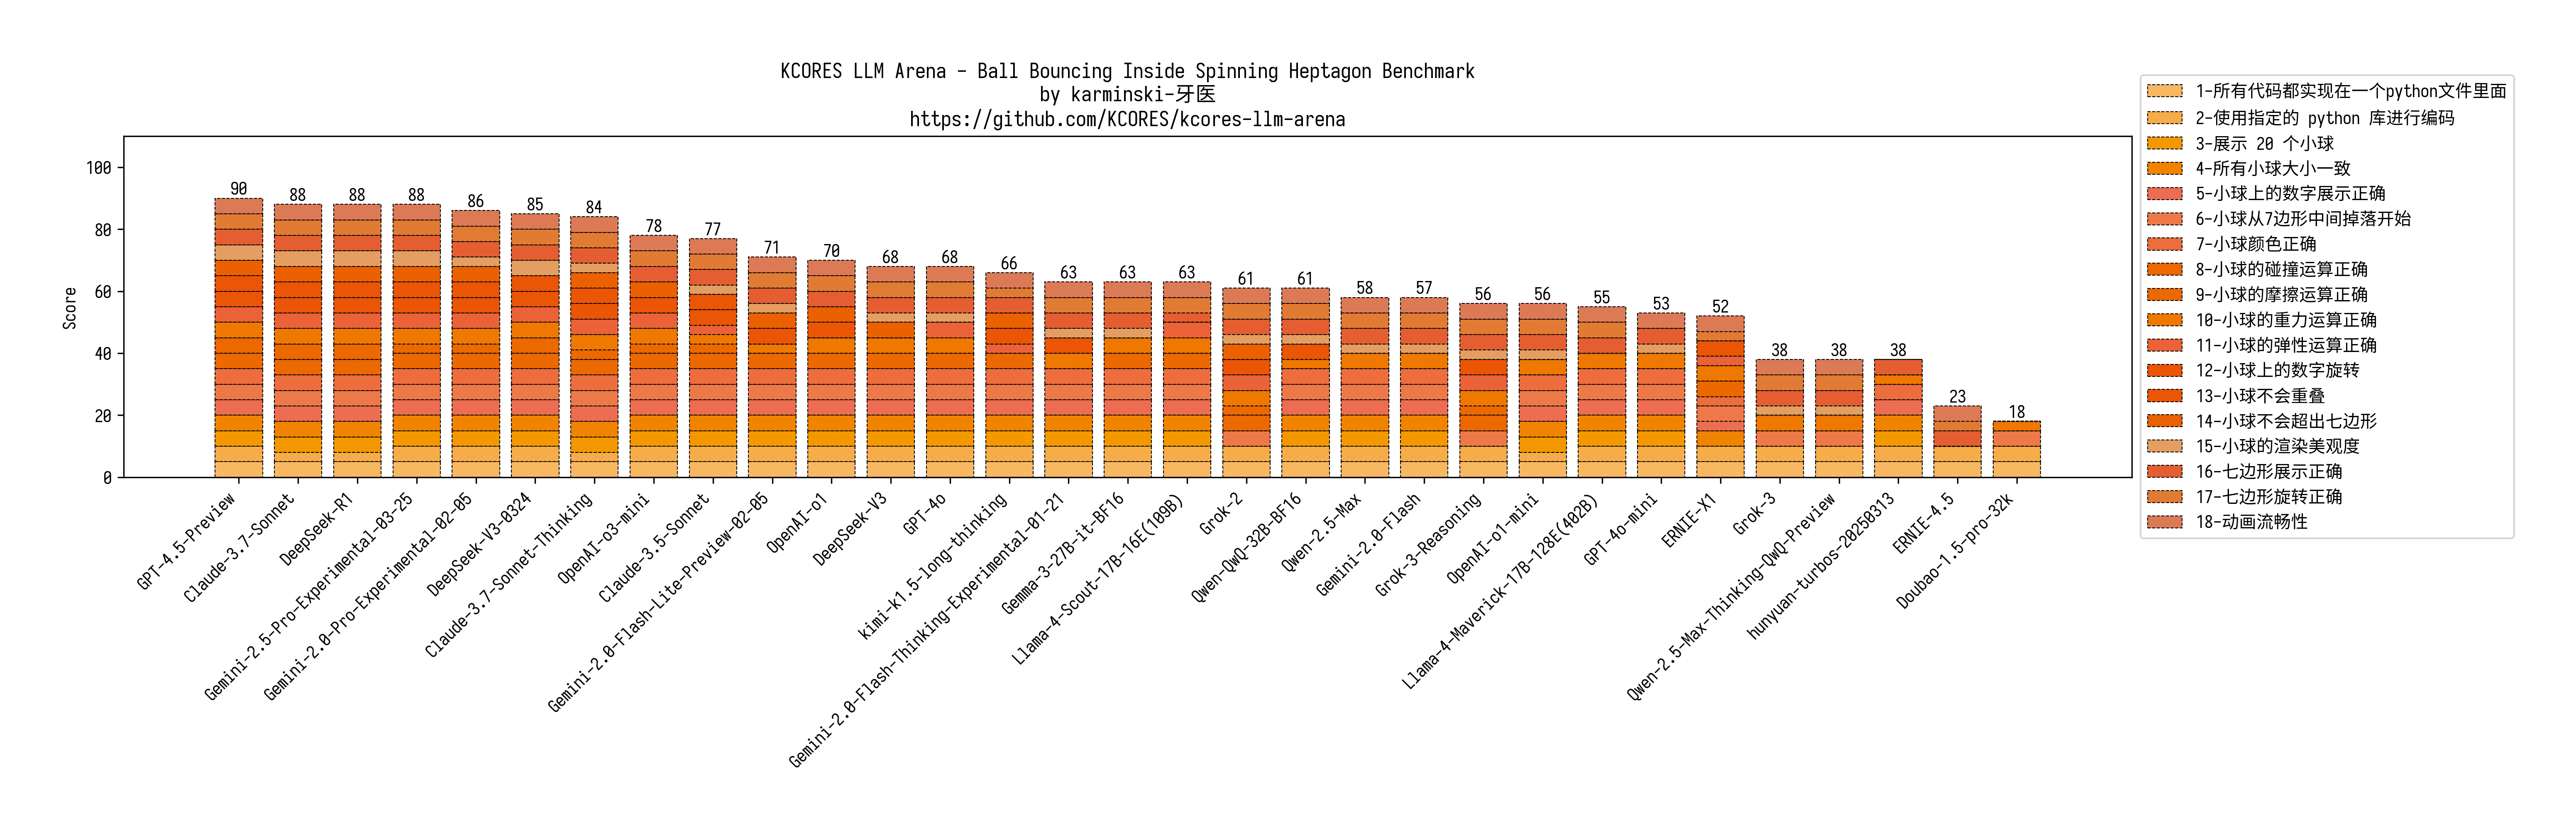 KCORES LLM Arena - Ball Bouncing Inside Spinning Heptagon Benchmark
by karminski-牙医
https://github.com/KCORES/kcores-llm-arena
Score
100
80
60
40
20
0
90
88
88
88
86
85
84
78
77
71
70
68
68
66
63
63
63
61
61
58
57
56
56
55
53
52
38
38
38
23
18
GPT-4.5-Preview
Claude-3.7-Sonnet
DeepSeek-R1
Gemini-2.5-Pro-Experimental-03-25
Gemini-2.0-Pro-Experimental-02-05
DeepSeek-V3-0324
Claude-3.7-Sonnet-Thinking
OpenAI-o3-mini
Claude-3.5-Sonnet
Gemini-2.0-Flash-Lite-Preview-02-05
OpenAI-o1
DeepSeek-V3
GPT-4o
kimi-k1.5-long-thinking
Gemini-2.0-Flash-Thinking-Experimental-01-21
Gemma-3-27B-it-BF16
Llama-4-Scout-17B-16E(109B)
Grok-2
Qwen-QwQ-32B-BF16
Qwen-2.5-Max
Gemini-2.0-Flash
Grok-3-Reasoning
OpenAI-o1-mini
Llama-4-Maverick-17B-128E(402B)
GPT-4o-mini
ERNIE-X1
Grok-3
Qwen-2.5-Max-Thinking-QwQ-Preview
hunyuan-turbos-20250313
ERNIE-4.5
Doubao-1.5-pro-32k
1-所有代码都实现在一个python文件里面
2-使用指定的 python 库进行编码
3-展示 20 个小球
4-所有小球大小一致
5-小球上的数字展示正确
6-小球从7边形中间掉落开始
7-小球颜色正确
8-小球的碰撞运算正确
9-小球的摩擦运算正确
10-小球的重力运算正确
11-小球的弹性运算正确
12-小球上的数字旋转
13-小球不会重叠
14-小球不会超出七边形
15-小球的渲染美观度
16-七边形展示正确
17-七边形旋转正确
18-动画流畅性